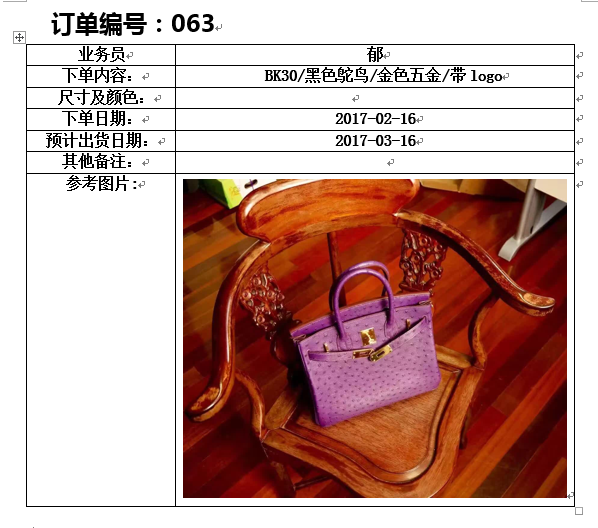 订单编号：063
业务员 郁
下单内容： BK30/黑色鸵鸟/金色五金/带 logo
尺寸及颜色：
下单日期： 2017-02-16
预计出货日期： 2017-03-16
其他备注：
参考图片: